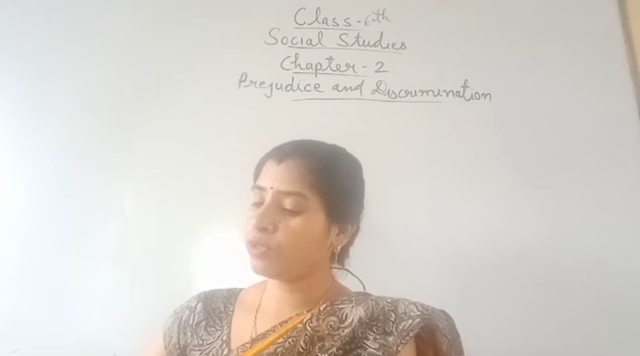 Class-6th
Social Studies
Chapter-2
Prejudice and Discrimination